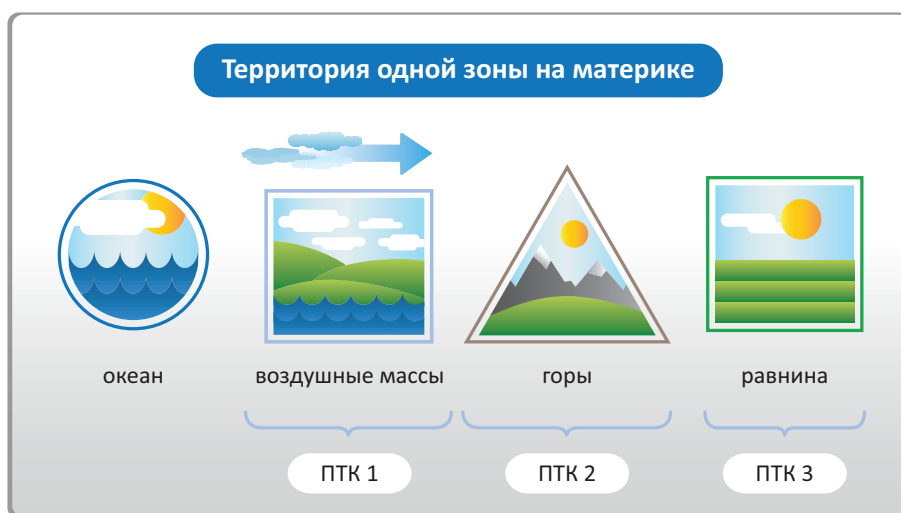 Территория одной зоны на материке
океан
воздушные массы
горы
равнина
ПТК 1
ПТК 2
ПТК 3